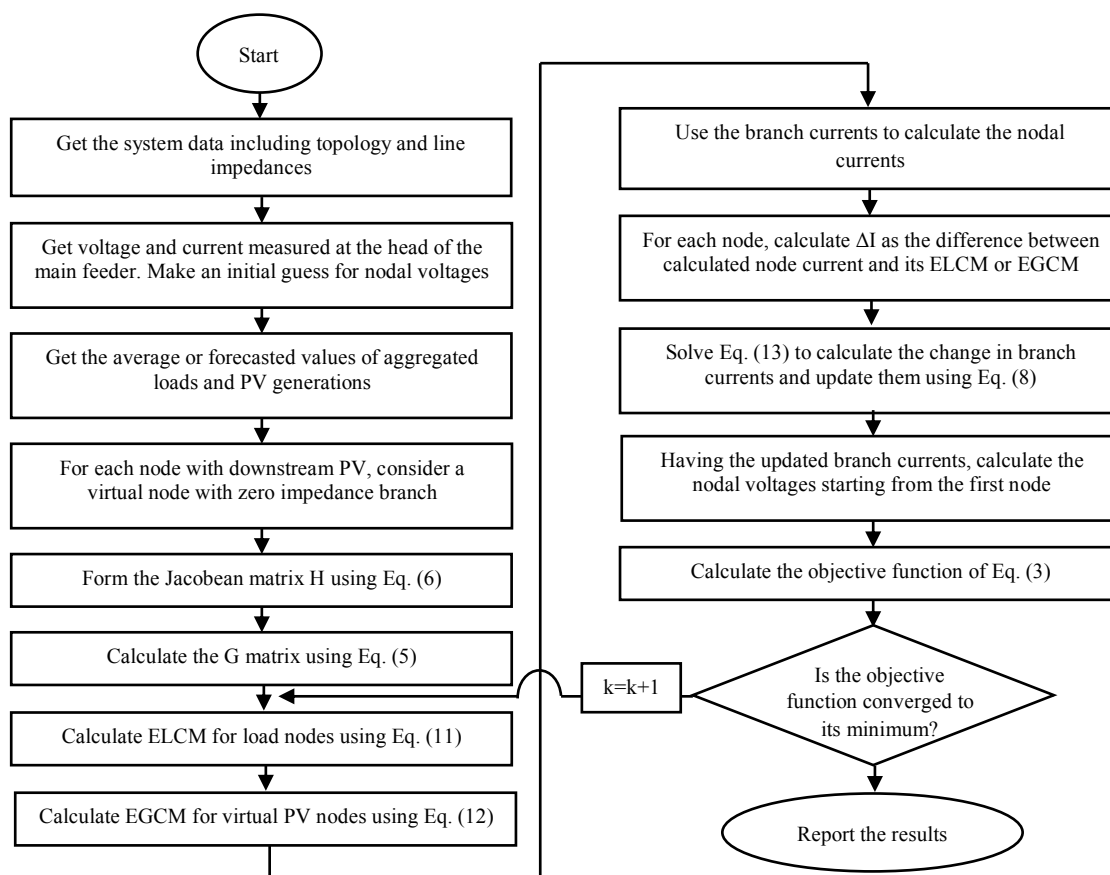 Start
Get the system data including topology and line
impedances
Get voltage and current measured at the head of the
main feeder. Make an initial guess for nodal voltages
Get the average or forecasted values of aggregated
loads and PV generations
For each node with downstream PV, consider a
virtual node with zero impedance branch
Form the Jacobean matrix H using Eq. (6)
Calculate the G matrix using Eq. (5)
Calculate ELCM for load nodes using Eq. (11)
Calculate EGCM for virtual PV nodes using Eq. (12)
Use the branch currents to calculate the nodal
currents
For each node, calculate ΔI as the difference between
calculated node current and its ELCM or EGCM
Solve Eq. (13) to calculate the change in branch
currents and update them using Eq. (8)
Having the updated branch currents, calculate the
nodal voltages starting from the first node
Calculate the objective function of Eq. (3)
Is the objective
function converged to
its minimum?
k=k+1
Report the results